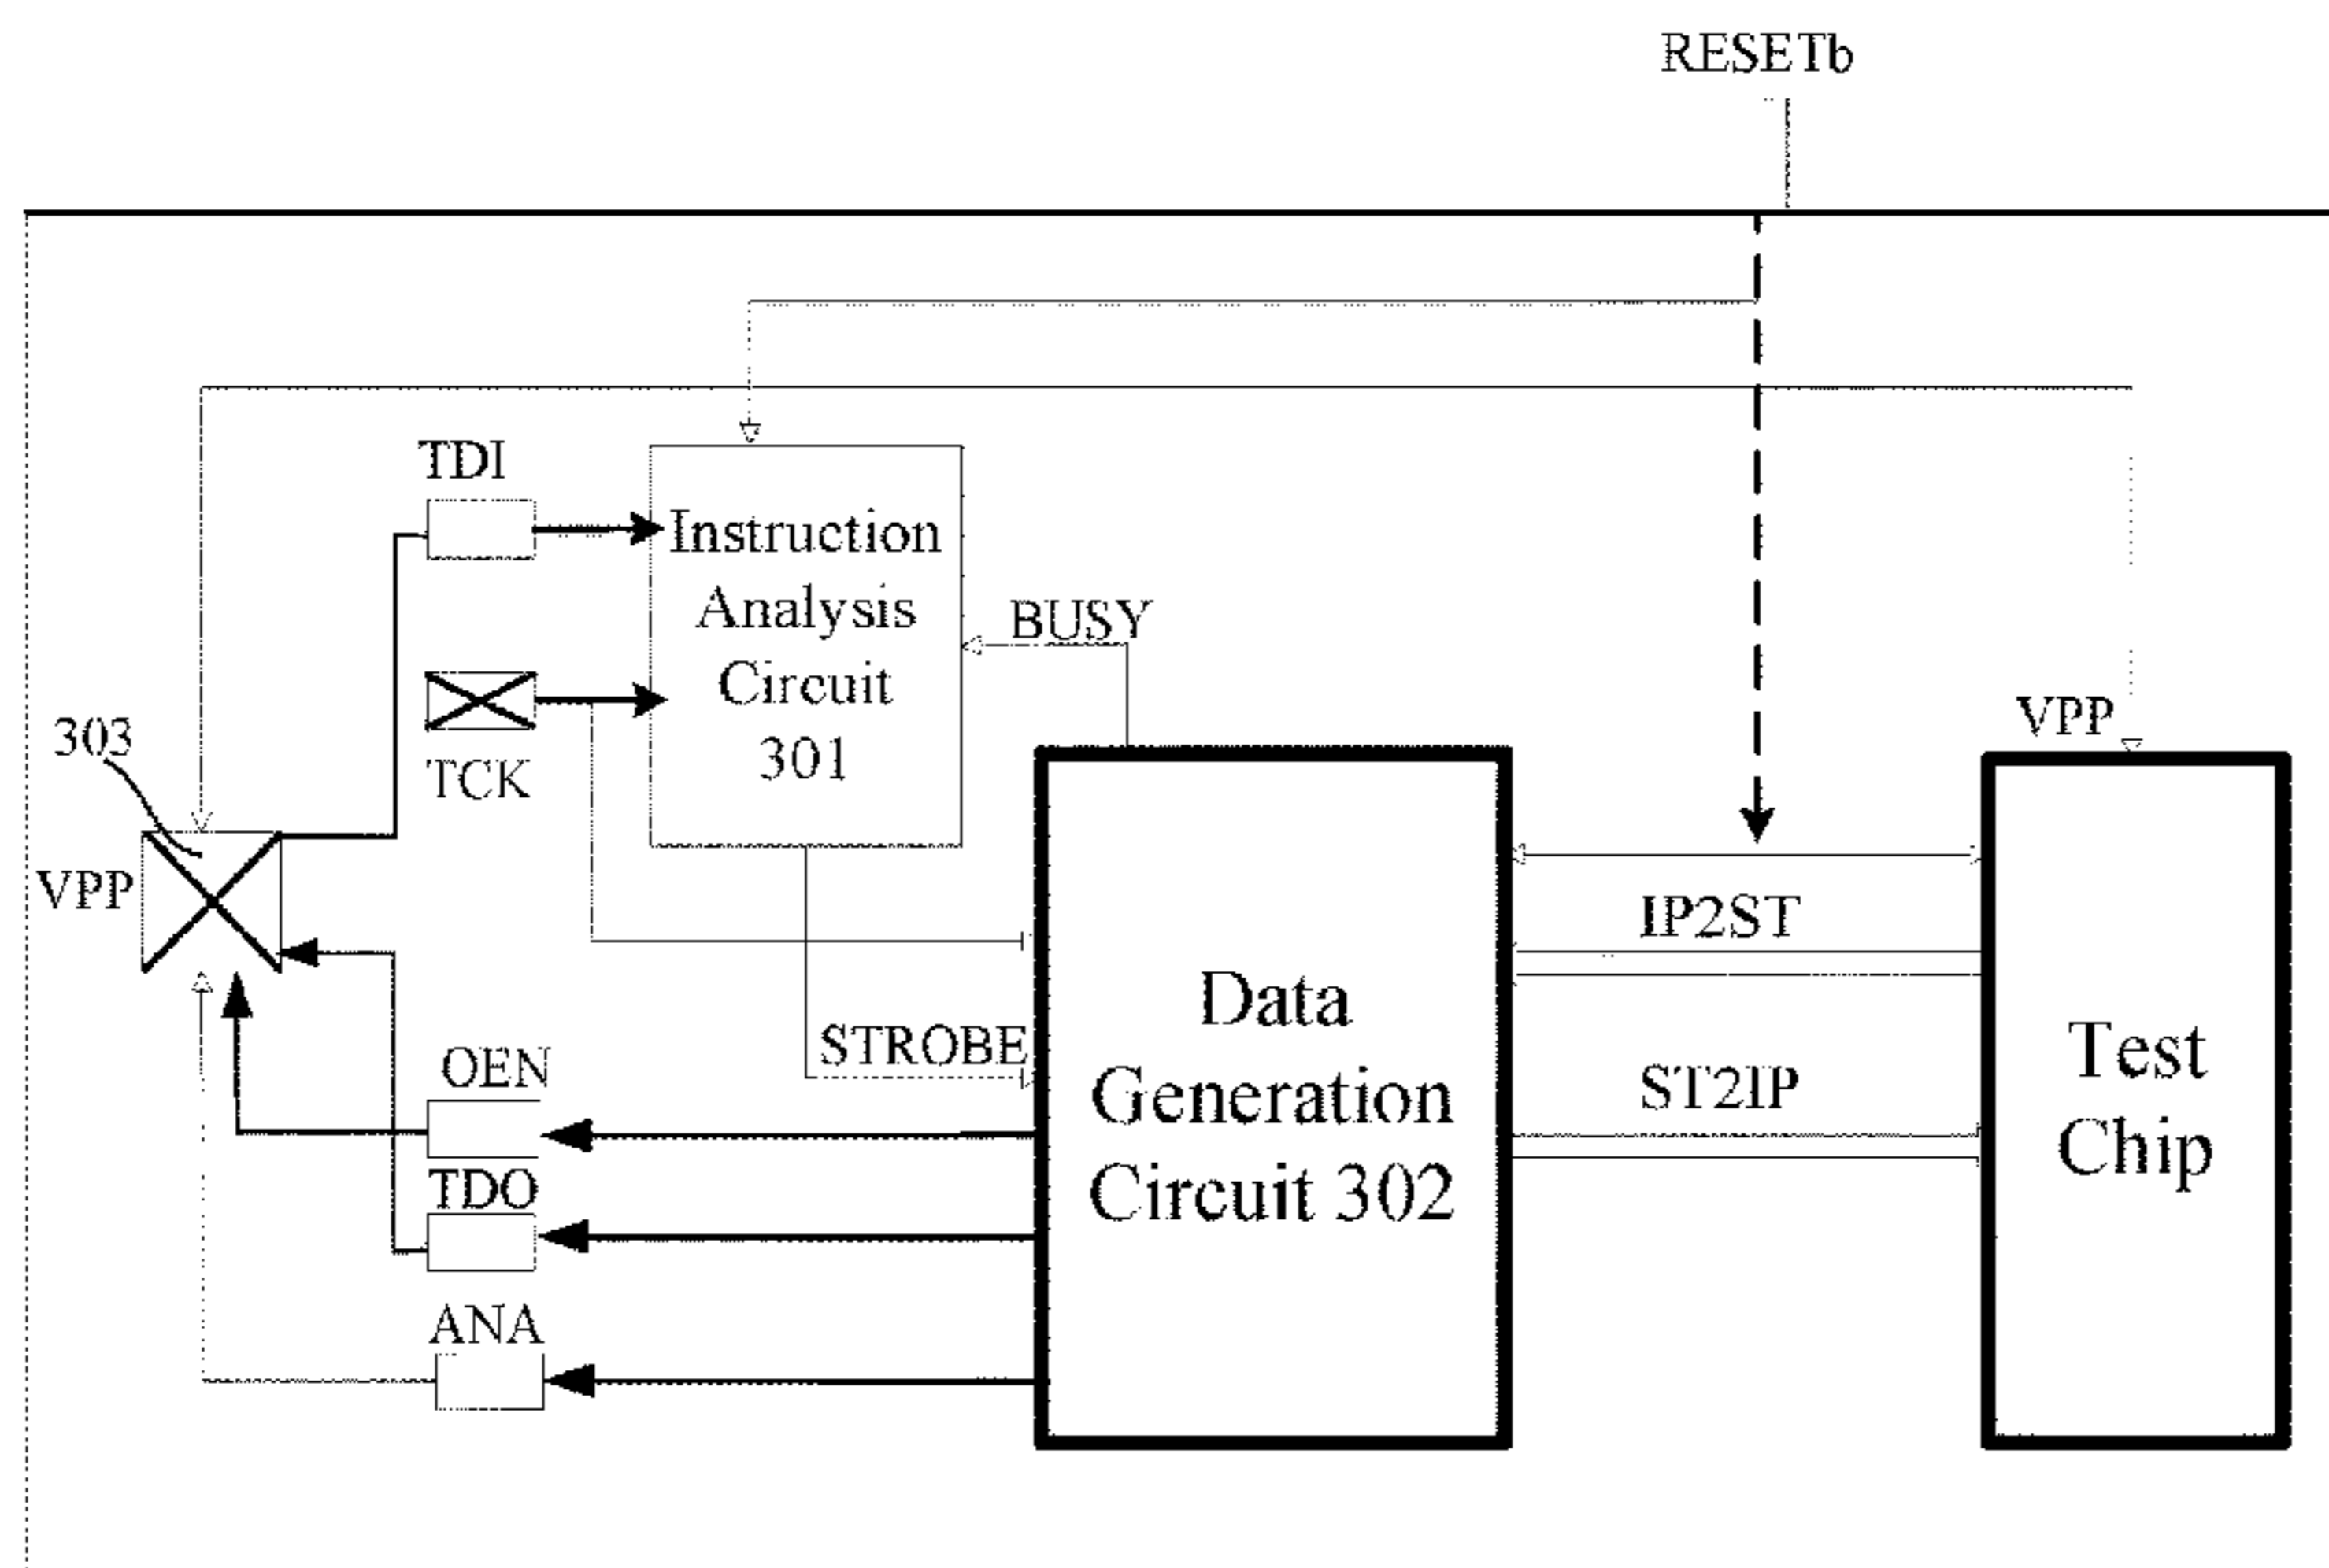 RESETb
TDI
Instruction
Analysis
Circuit
301
BUSY
TCK
303
VPP
VPP
IP2ST
STROBE
Data
Generation
Circuit 302
Test
Chip
OEN
ST2IP
TDO
ANA